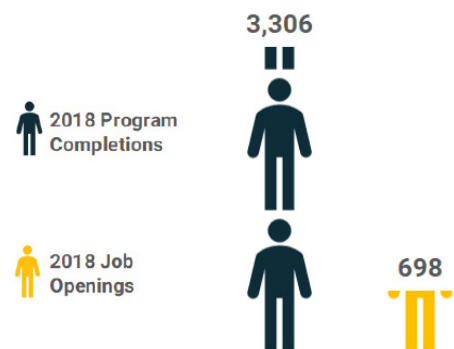 3,306
2018 Program
Completions
2018 Job
Openings
698